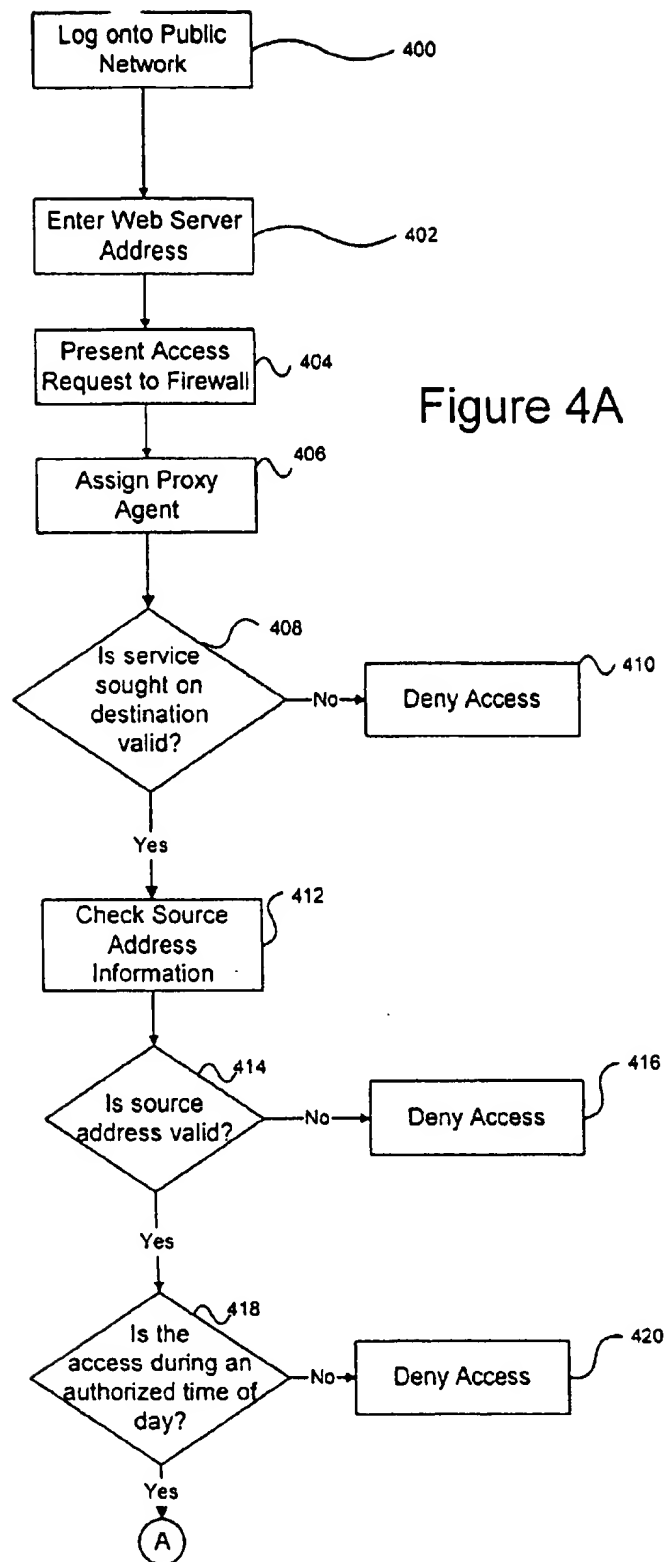 Log onto Public
Network
400
Enter Web Server
Address
402
Present Access
Request to Firewall
404
Figure 4A
406
Assign Proxy
Agent
408
Is service
sought on
destination
valid?
No
410
Deny Access
Yes
412
Check Source
Address
Information
414
Is source
address valid?
No
416
Deny Access
Yes
418
Is the
access during an
authorized time of
day?
No
420
Deny Access
Yes
A